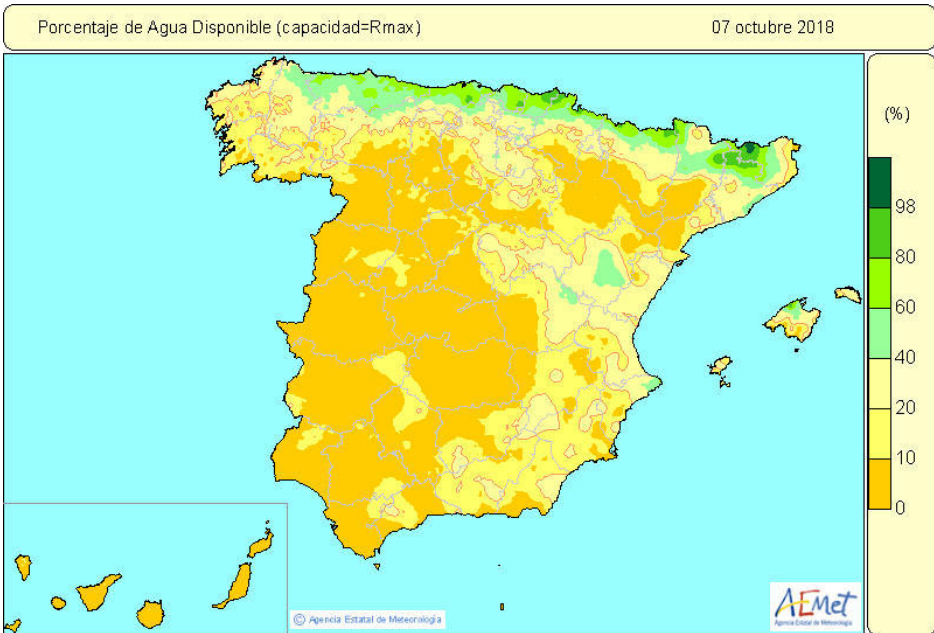 Porcentaje de Agua Disponible (capacidad=Rmax) 07 octubre 2018
(%)
98
80
60
40
20
10
0
© Agencia Estatal de Meteorología
AEMet
Agencia Estatal de Meteorología